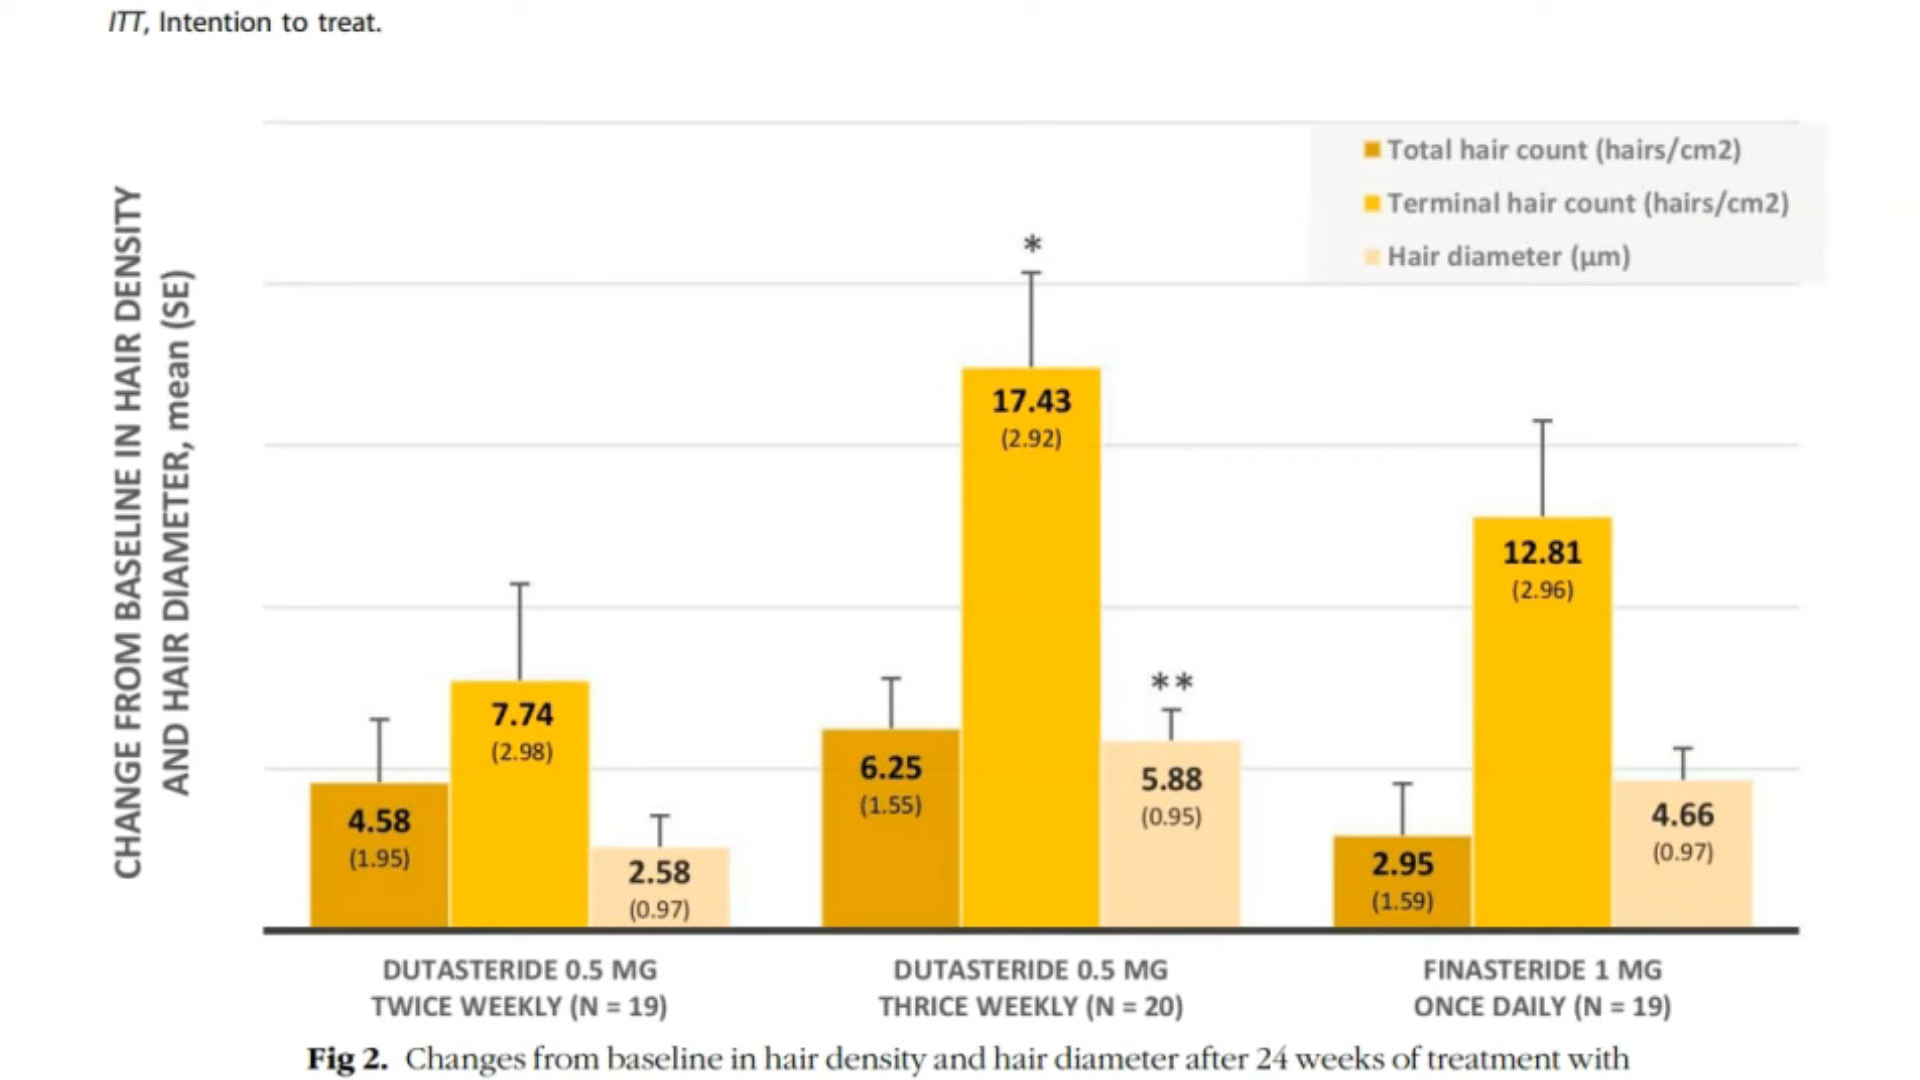 ITT, Intention to treat.
CHANGE FROM BASELINE IN HAIR DENSITY
AND HAIR DIAMETER, mean (SE)
Total hair count (hairs/cm2)
Terminal hair count (hairs/cm2)
Hair diameter (µm)
*
17.43
(2.92)
12.81
(2.96)
7.74
(2.98)
**
4.58
(1.95)
2.58
(0.97)
6.25
(1.55)
5.88
(0.95)
2.95
(1.59)
4.66
(0.97)
DUTASTERIDE 0.5 MG
TWICE WEEKLY (N = 19)
DUTASTERIDE 0.5 MG
THRICE WEEKLY (N = 20)
FINASTERIDE 1 MG
ONCE DAILY (N = 19)
Fig 2. Changes from baseline in hair density and hair diameter after 24 weeks of treatment with